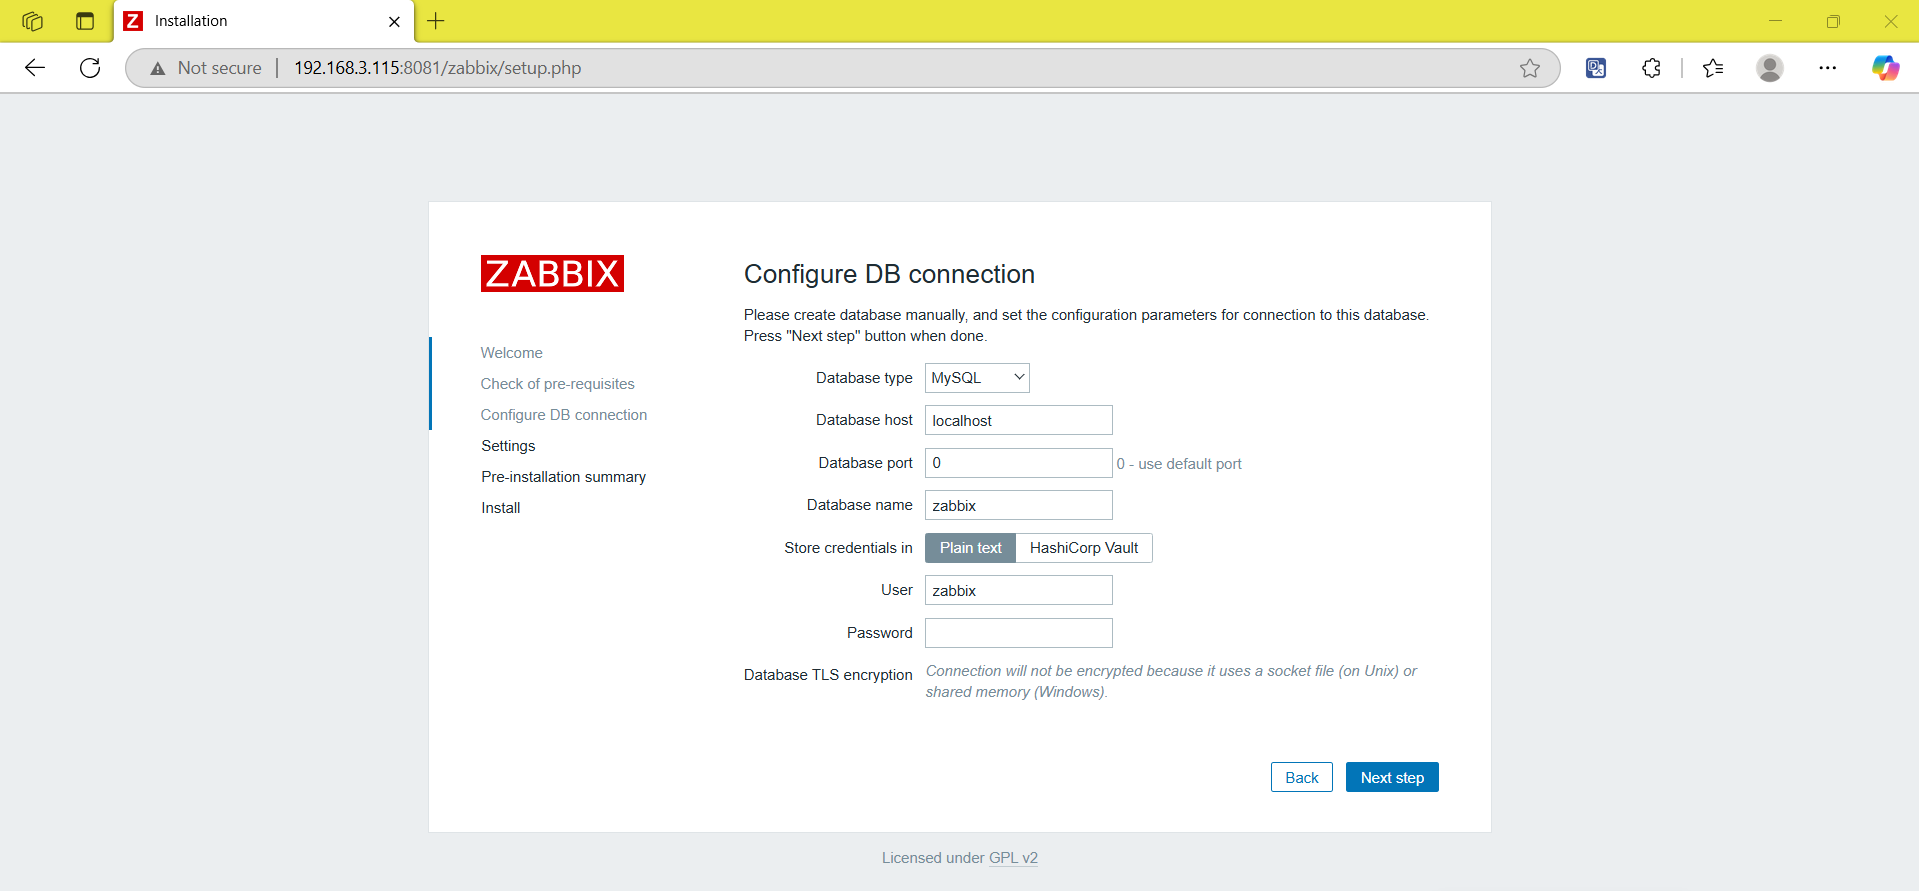 Installation
Not secure
192.168.3.115:8081/zabbix/setup.php
ZABBIX
Welcome
Check of pre-requisites
Configure DB connection
Settings
Pre-installation summary
Install
Configure DB connection
Please create database manually, and set the configuration parameters for connection to this database.
Press "Next step" button when done.
Database type MySQL
Database host localhost
Database port 0 0 - use default port
Database name zabbix
Store credentials in Plain text HashiCorp Vault
User zabbix
Password
Database TLS encryption Connection will not be encrypted because it uses a socket file (on Unix) or
shared memory (Windows).
Back Next step
Licensed under GPL v2